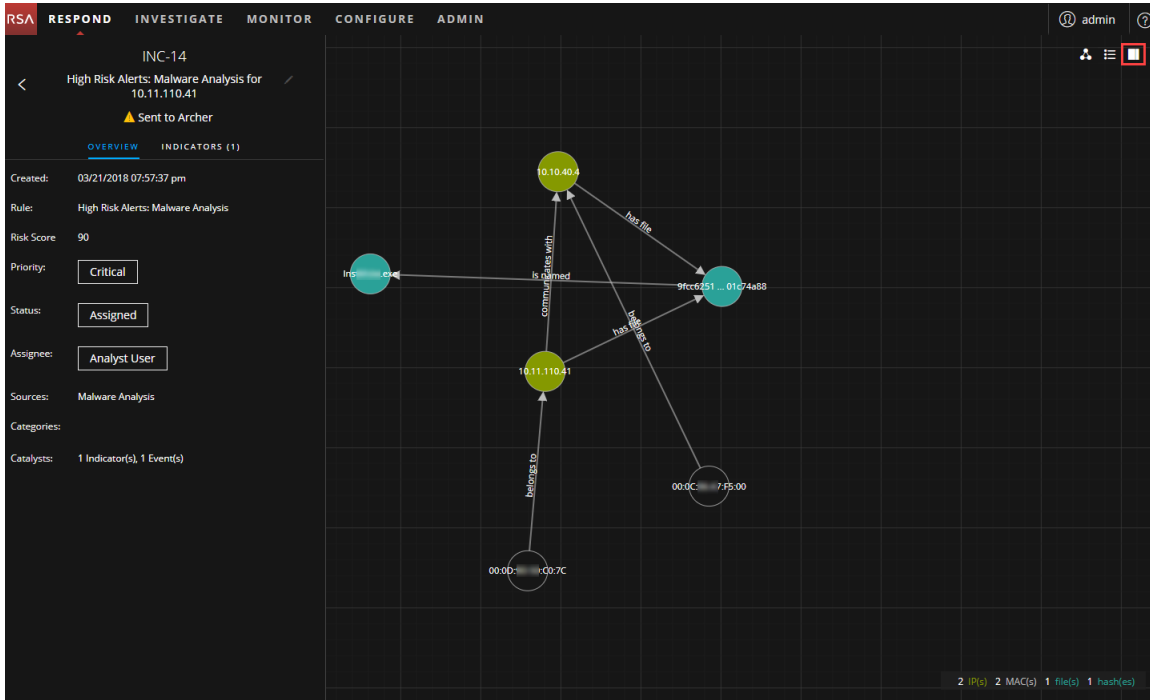 RSA RESPOND INVESTIGATE MONITOR CONFIGURE ADMIN admin ?
INC-14
High Risk Alerts: Malware Analysis for
10.11.110.41
Sent to Archer
OVERVIEW INDICATORS (1)
Created: 03/21/2018 07:57:37 pm
Rule: High Risk Alerts: Malware Analysis
Risk Score 90
Priority: Critical
Status: Assigned
Assignee: Analyst User
Sources: Malware Analysis
Categories:
Catalysts: 1 Indicator(s), 1 Event(s)
10.10.40.4
has file
communicates with
Ins .exe
is named
9fcc6251 ... 01c74a88
has
belongs to
10.11.110.41
belongs to
00:0C: 7:F5:00
00:0D: :C0:7C
2 IP(s) 2 MAC(s) 1 file(s) 1 hash(es)